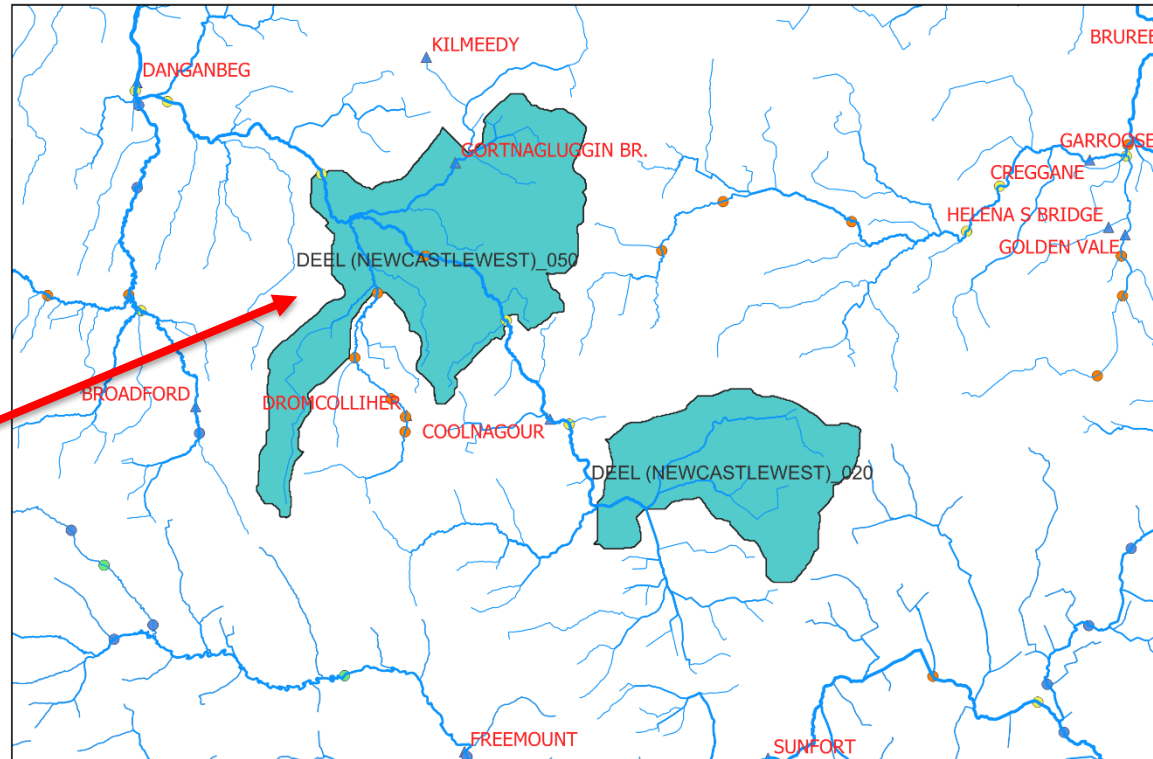 BRUREE
KILMEEDY
DANGANBEG
GARROOSE
GORTNAGLUGGIN BR.
CREGGANE
HELENA S BRIDGE
GOLDEN VALE
DEEL (NEWCASTLEWEST)_050
BROADFORD
DROMCOLLIHER
COOLNAGOUR
DEEL (NEWCASTLEWEST)_020
FREEMOUNT
SUNFORT